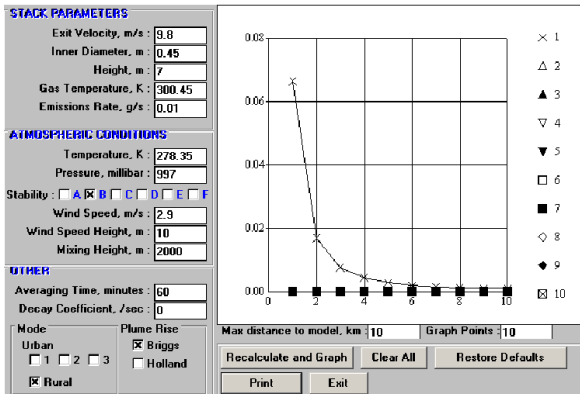 STACK PARAMETERS
Exit Velocity, m/s : 9.8
Inner Diameter, m : 0.45
Height, m : 7
Gas Temperature, K : 300.45
Emissions Rate, g/s : 0.01
ATMOSPHERIC CONDITIONS
Temperature, K : 278.35
Pressure, millibar : 997
Stability : A B C D E F
Wind Speed, m/s : 2.9
Wind Speed Height, m : 10
Mixing Height, m : 2000
OTHER
Averaging Time, minutes : 60
Decay Coefficient, /sec : 0
Mode
Urban
1 2 3
Rural
Plume Rise
Briggs
Holland
0.08
0.06
0.04
0.02
0.00
0 2 4 6 8 10
1
2
3
4
5
6
7
8
9
10
Max distance to model, km : 10 Graph Points : 10
Recalculate and Graph Clear All Restore Defaults
Print Exit